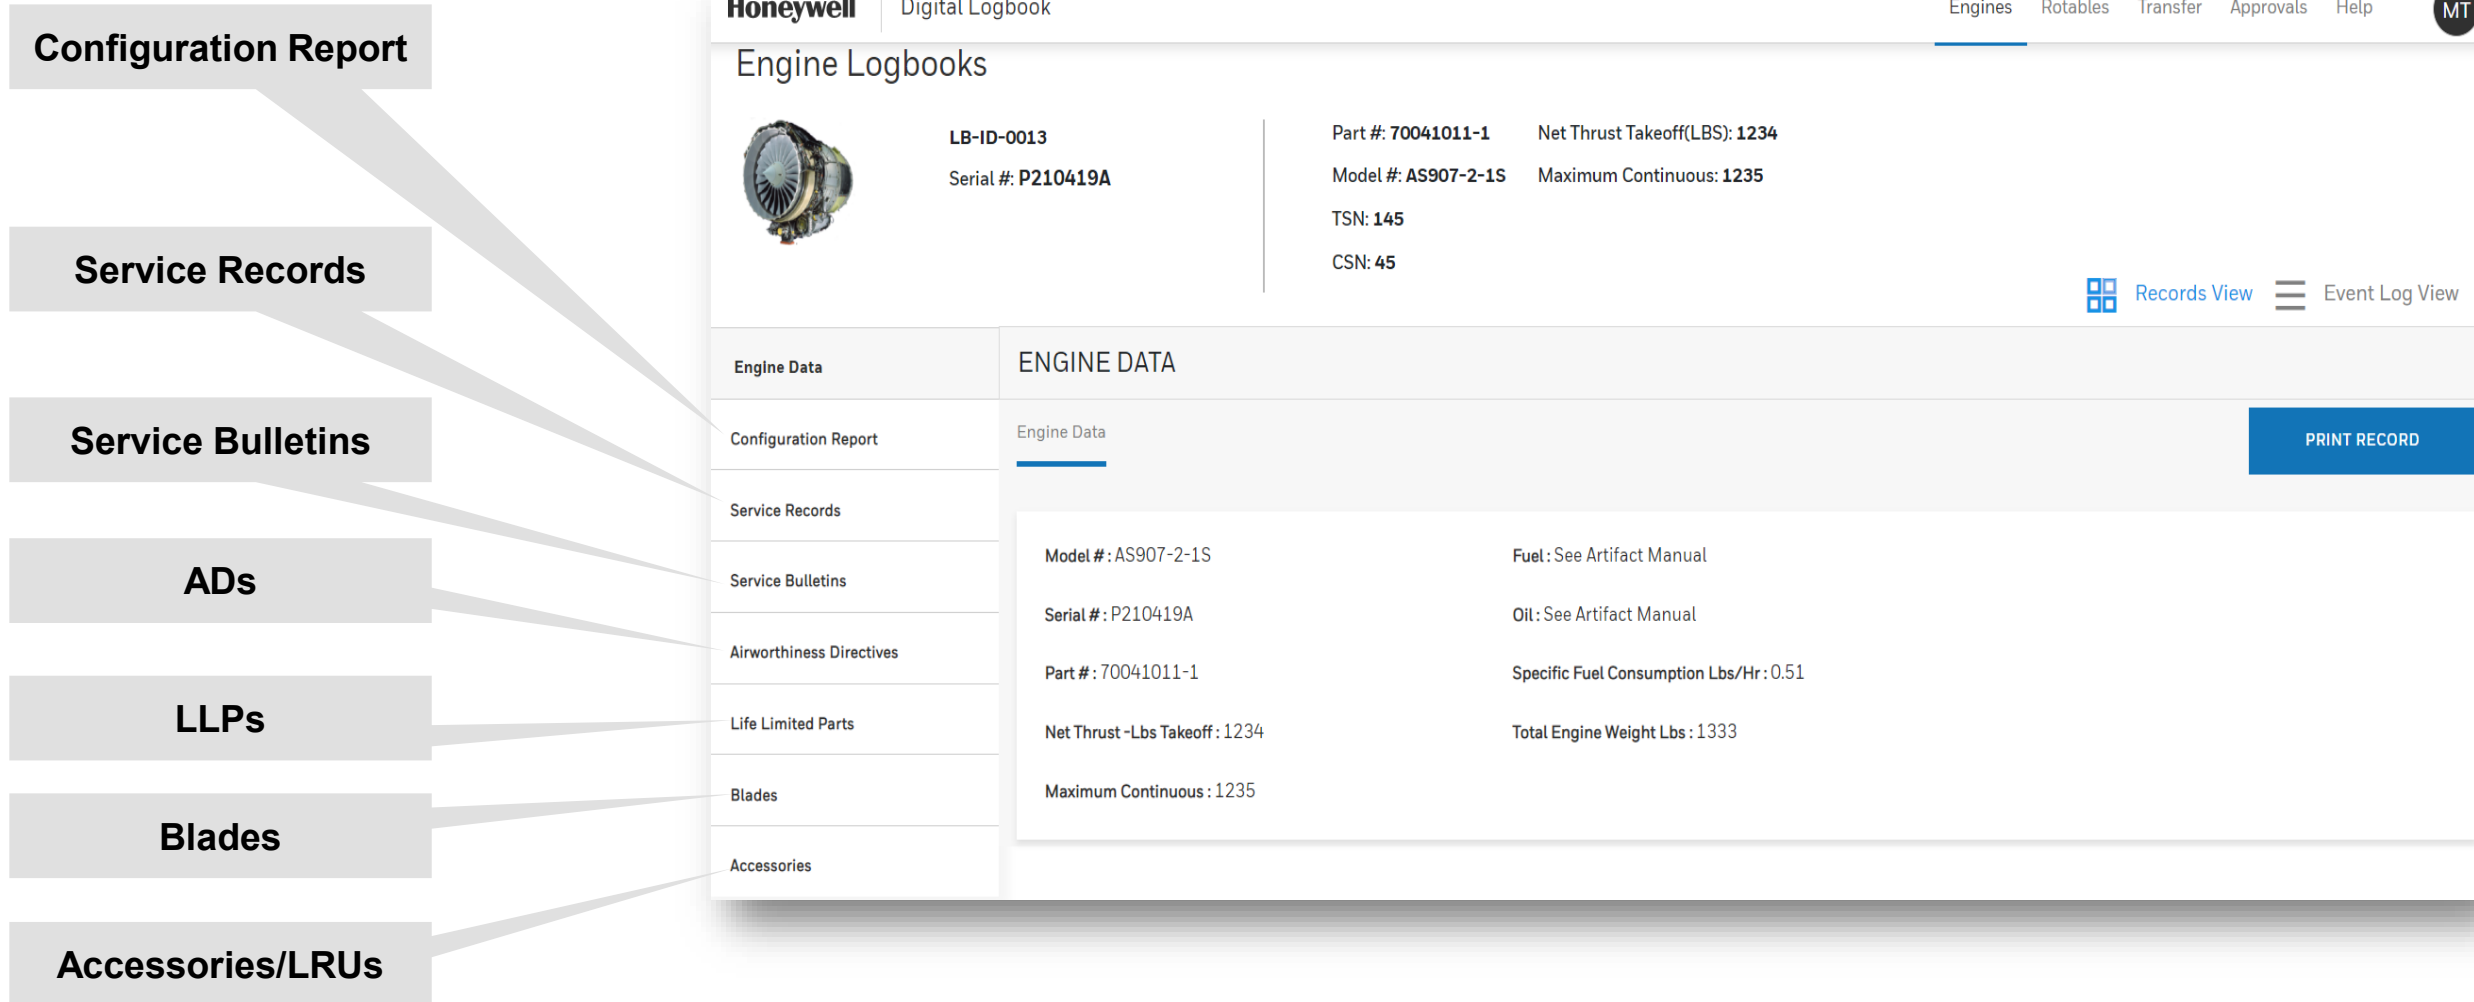 Configuration Report
Service Records
Service Bulletins
ADs
LLPs
Blades
Accessories/LRUs
Honeywell Digital Logbook Engines Rotables Transfer Approvals Help MT
Engine Logbooks
LB-ID-0013
Serial #: P210419A
Part #: 70041011-1
Model #: AS907-2-1S
TSN: 145
CSN: 45
Net Thrust Takeoff(LBS): 1234
Maximum Continuous: 1235
Records View Event Log View
Engine Data
Configuration Report
Service Records
Service Bulletins
Airworthiness Directives
Life Limited Parts
Blades
Accessories
ENGINE DATA
Engine Data
PRINT RECORD
Model # : AS907-2-1S
Serial # : P210419A
Part # : 70041011-1
Net Thrust -Lbs Takeoff : 1234
Maximum Continuous : 1235
Fuel : See Artifact Manual
Oil : See Artifact Manual
Specific Fuel Consumption Lbs/Hr : 0.51
Total Engine Weight Lbs : 1333